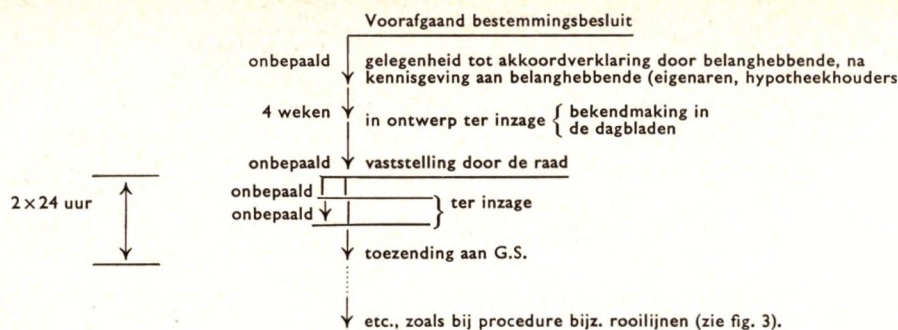 Voorafgaand bestemmingsbesluit
onbepaald gelegenheid tot akkoordverklaring door belanghebbende, na
kennisgeving aan belanghebbende (eigenaren, hypotheekhouders
4 weken in ontwerp ter inzage { bekendmaking in
de dagbladen
onbepaald vaststelling door de raad
2×24 uur
onbepaald
onbepaald } ter inzage
toezending aan G.S.
etc., zoals bij procedure bijz. rooilijnen (zie fig. 3).